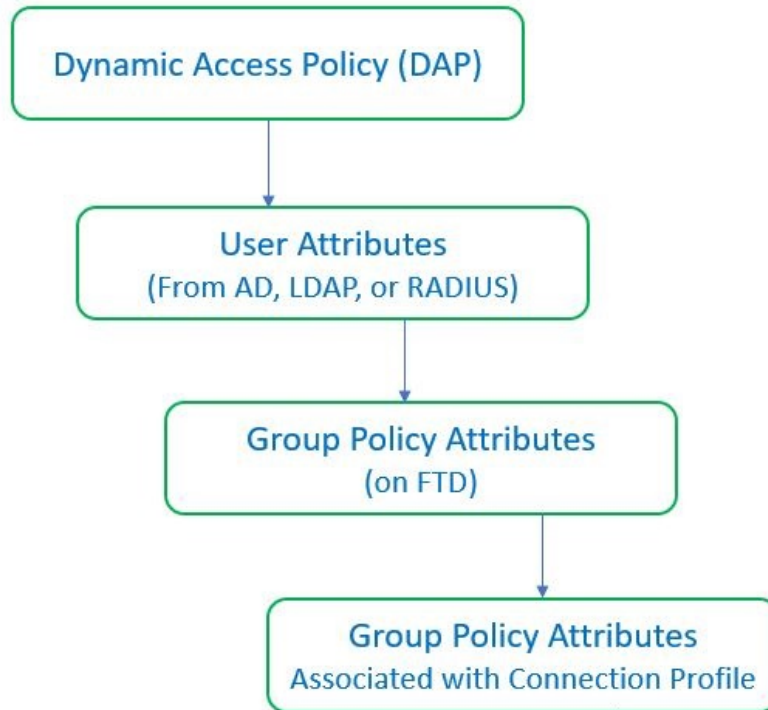 Dynamic Access Policy (DAP)
User Attributes
(From AD, LDAP, or RADIUS)
Group Policy Attributes
(on FTD)
Group Policy Attributes
Associated with Connection Profile